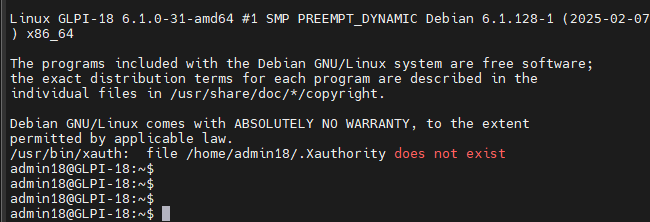 Linux GLPI-18 6.1.0-31-amd64 #1 SMP PREEMPT_DYNAMIC Debian 6.1.128-1 (2025-02-07
) x86_64
The programs included with the Debian GNU/Linux system are free software;
the exact distribution terms for each program are described in the
individual files in /usr/share/doc/*/copyright.
Debian GNU/Linux comes with ABSOLUTELY NO WARRANTY, to the extent
permitted by applicable law.
/usr/bin/xauth:  file /home/admin18/.Xauthority does not exist
admin18@GLPI-18:~$
admin18@GLPI-18:~$
admin18@GLPI-18:~$
admin18@GLPI-18:~$